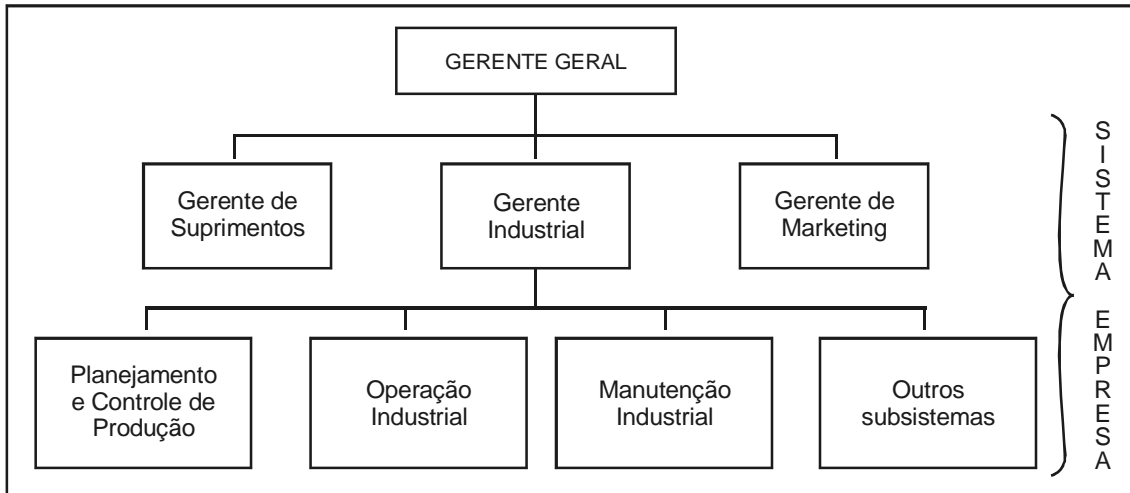 GERENTE GERAL
Gerente de
Suprimentos
Gerente
Industrial
Gerente de
Marketing
Planejamento
e Controle de
Produção
Operação
Industrial
Manutenção
Industrial
Outros
subsistemas
SISTEMA EMPRESA